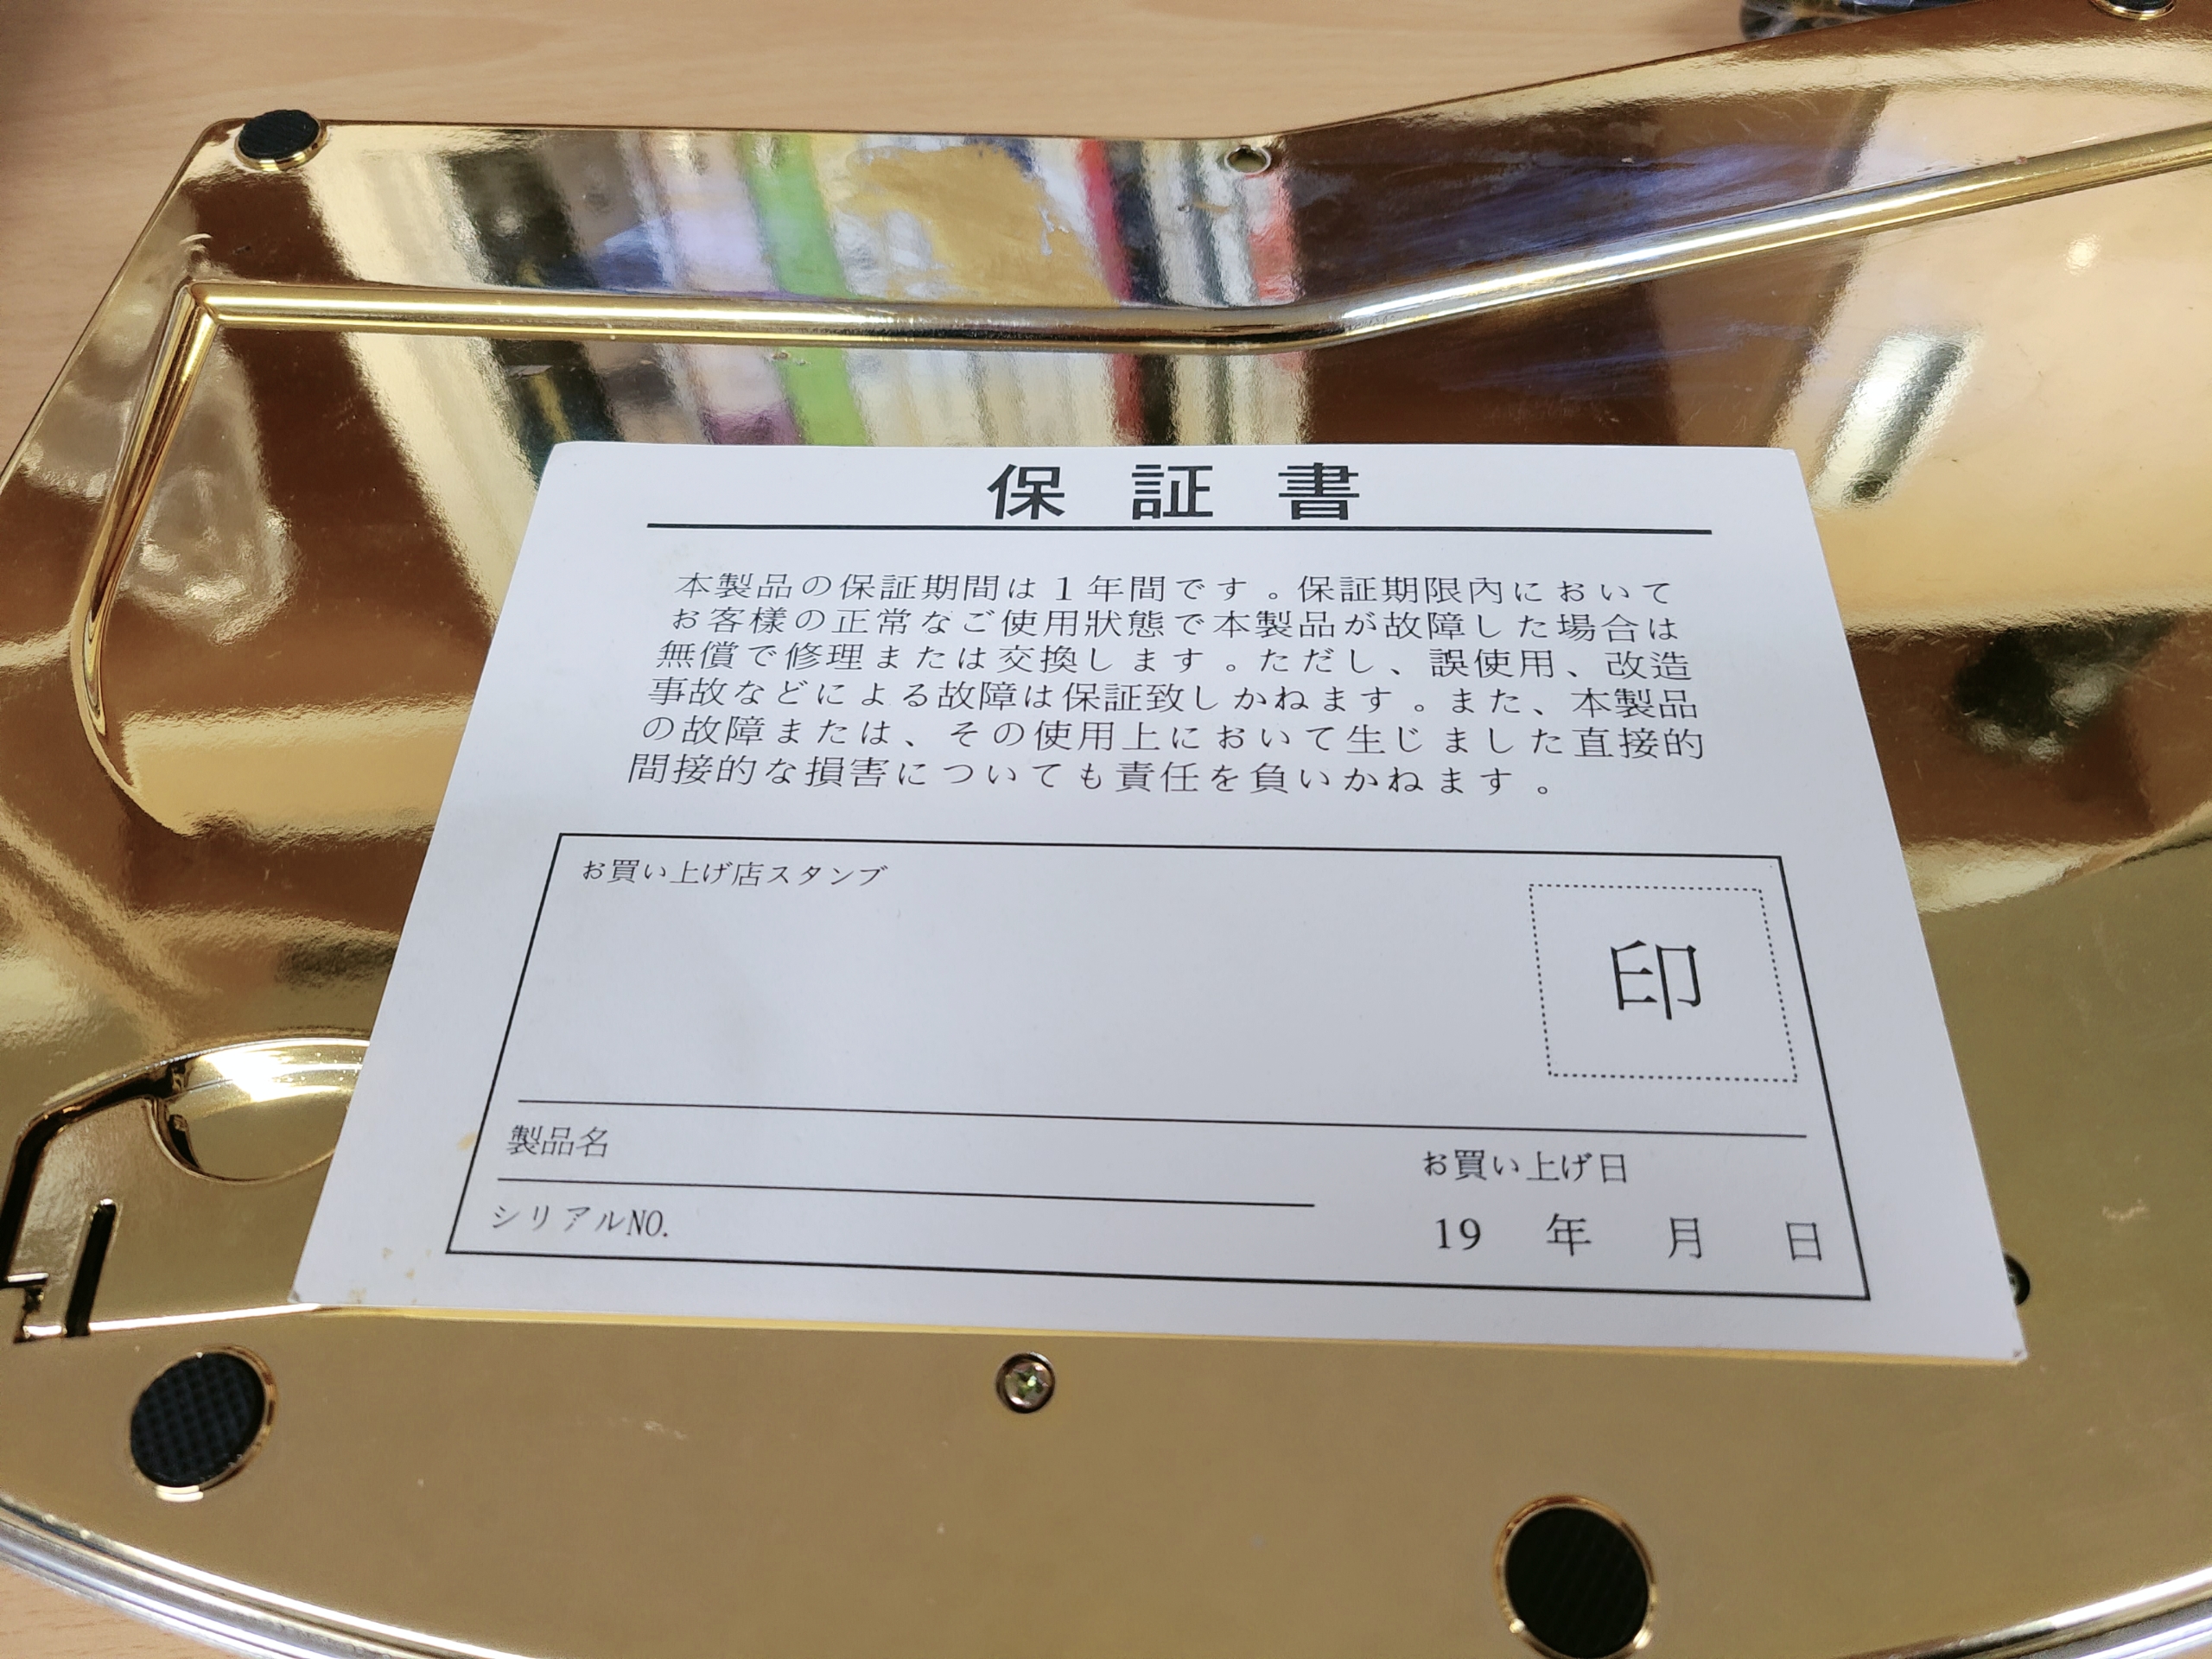 保証書
本製品の保証期間は1年間です。保証期限內において
お客様の正常なご使用狀態で本製品が故障した場合は
無償で修理または交換します。ただし、誤使用、改造
事故などによる故障は保証致しかねます。また、本製品
の故障または、その使用上において生じました直接的
間接的な損害についても責任を負いかねます。
お買い上げ店スタンプ
印
製品名
お買い上げ日
シリアルNO.
19 年 月 日